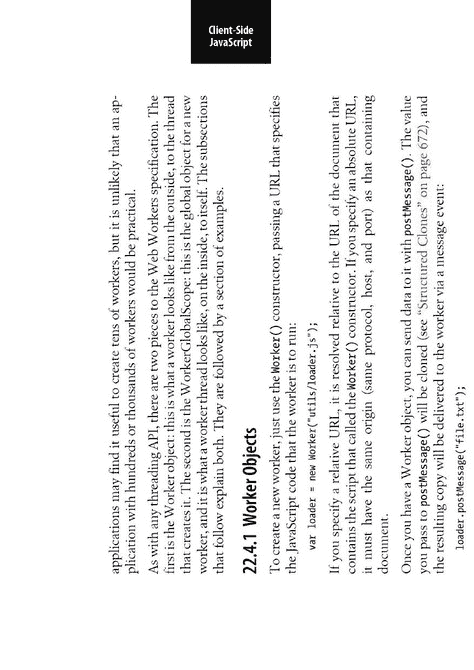 Client-Side
JavaScript
applications may find it useful to create tens of workers, but it is unlikely that an ap-
plication with hundreds or thousands of workers would be practical.
As with any threading API, there are two pieces to the Web Workers specification. The
first is the Worker object: this is what a worker looks like from the outside, to the thread
that creates it. The second is the WorkerGlobalScope: this is the global object for a new
worker, and it is what a worker thread looks like, on the inside, to itself. The subsections
that follow explain both. They are followed by a section of examples.
22.4.1 Worker Objects
To create a new worker, just use the Worker() constructor, passing a URL that specifies
the JavaScript code that the worker is to run:
var loader = new Worker("utils/loader.js");
If you specify a relative URL, it is resolved relative to the URL of the document that
contains the script that called the Worker() constructor. If you specify an absolute URL,
it must have the same origin (same protocol, host, and port) as that containing
document.
Once you have a Worker object, you can send data to it with postMessage(). The value
you pass to postMessage() will be cloned (see “Structured Clones” on page 672), and
the resulting copy will be delivered to the worker via a message event:
loader.postMessage("file.txt");